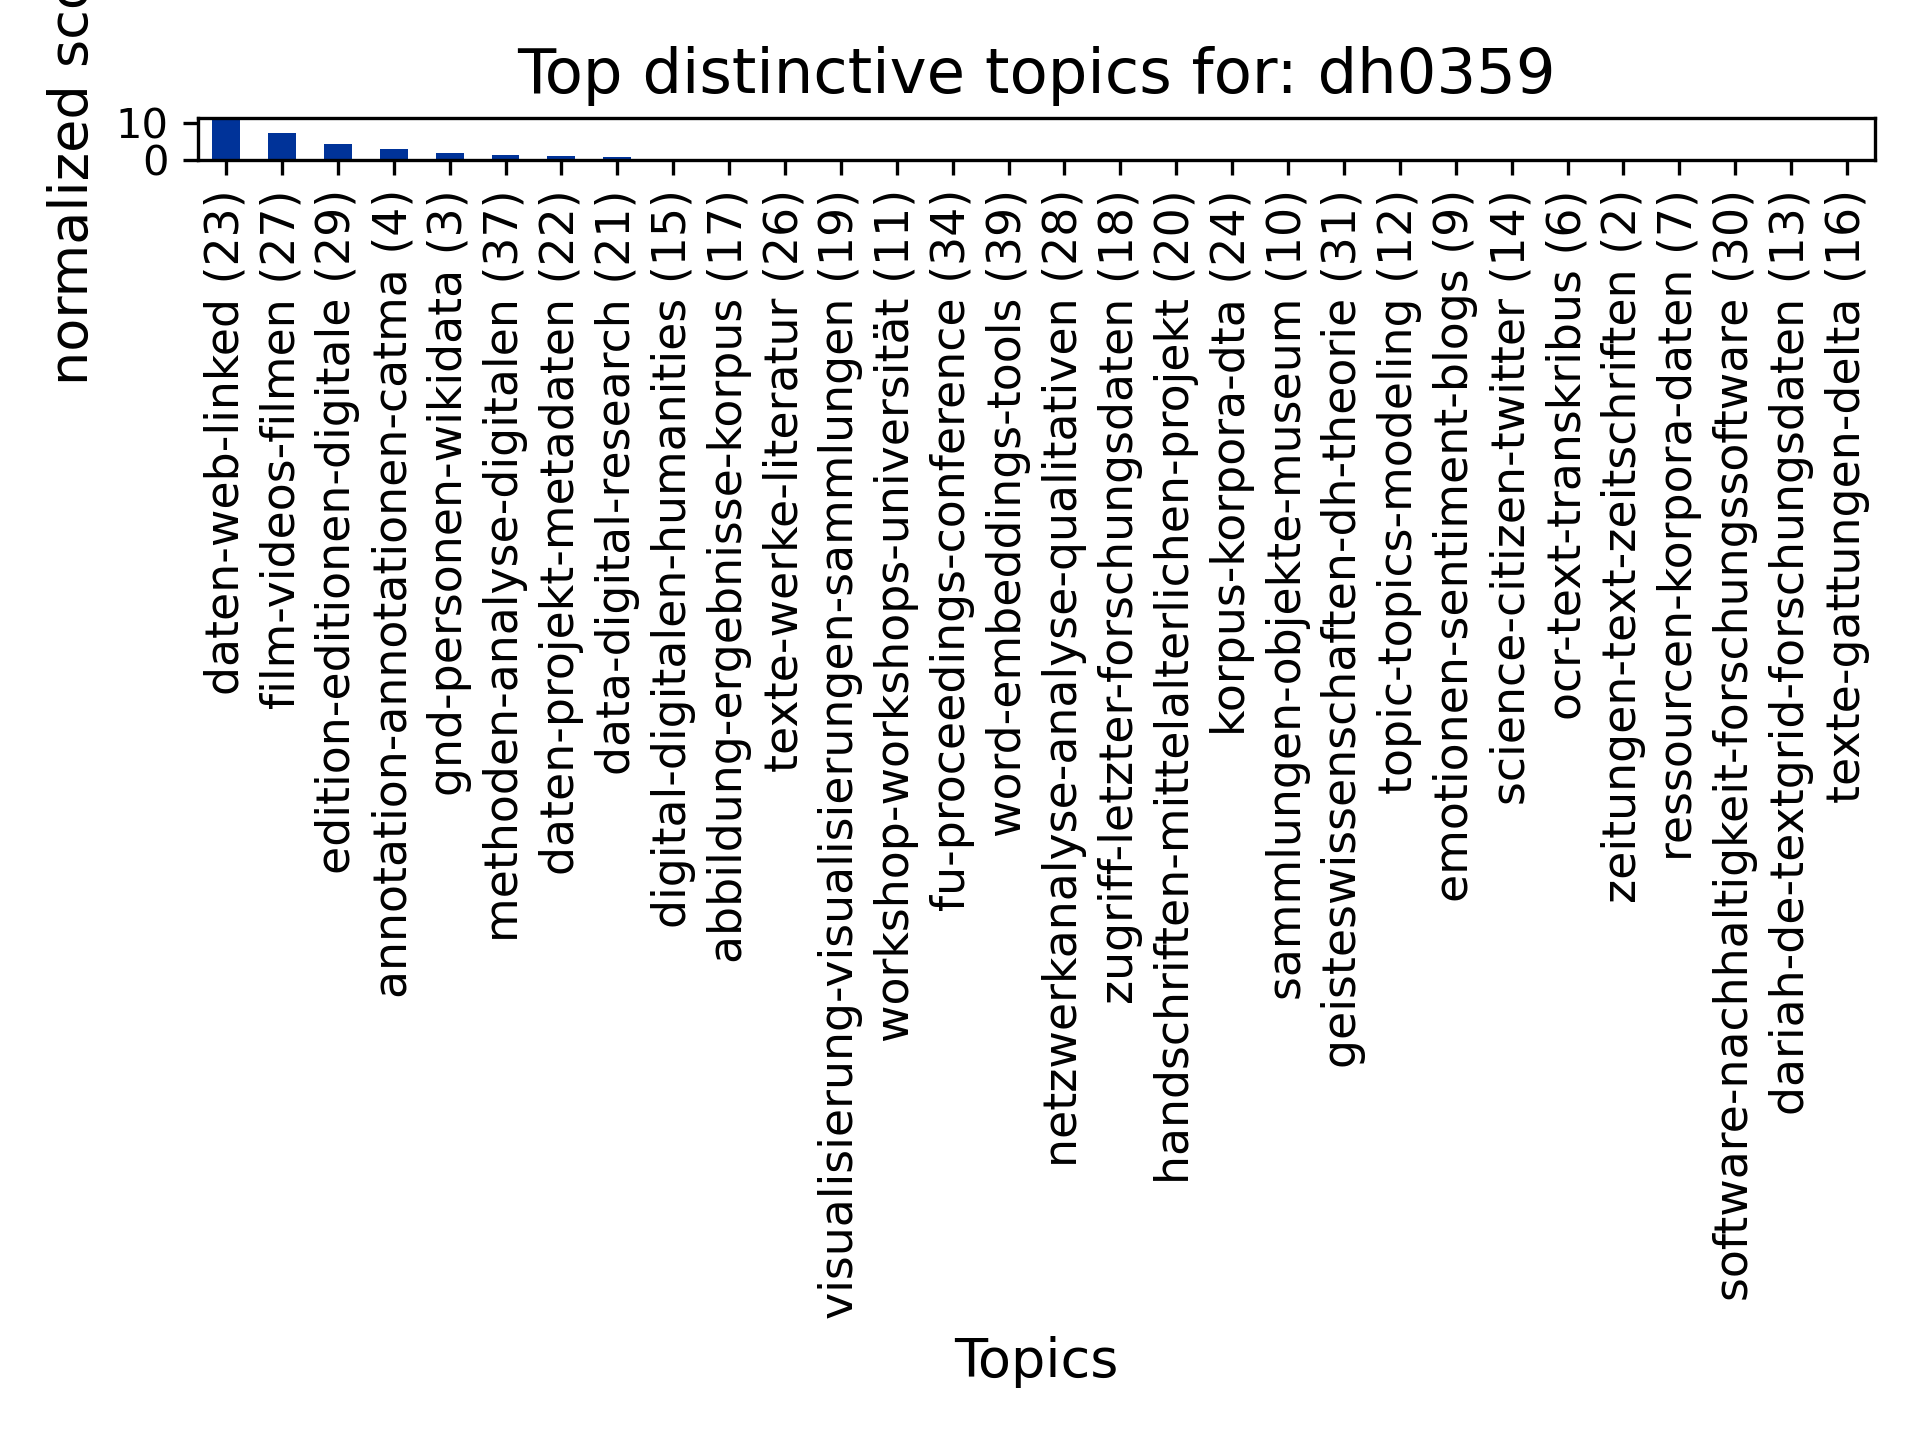 Top distinctive topics for: dh0359
normalized
10
0
daten-web-linked (23)
film-videos-filmen (27)
edition-editionen-digitale (29)
annotation-annotationen-catma (4)
gnd-personen-wikidata (3)
methoden-analyse-digitalen (37)
daten-projekt-metadaten (22)
data-digital-research (21)
digital-digitalen-humanities (15)
abbildung-ergebnisse-korpus (17)
texte-werke-literatur (26)
visualisierung-visualisierungen-sammlungen (19)
workshop-workshops-universität (11)
fu-proceedings-conference (34)
word-embeddings-tools (39)
netzwerkanalyse-analyse-qualitativen (28)
zugriff-letzter-forschungsdaten (18)
handschriften-mittelalterlichen-projekt (20)
korpus-korpora-dta (24)
sammlungen-objekte-museum (10)
geisteswissenschaften-dh-theorie (31)
topic-topics-modeling (12)
emotionen-sentiment-blogs (9)
science-citizen-twitter (14)
ocr-text-transkribus (6)
zeitungen-text-zeitschriften (2)
ressourcen-korpora-daten (7)
software-nachhaltigkeit-forschungssoftware (30)
dariah-de-textgrid-forschungsdaten (13)
texte-gattungen-delta (16)
Topics